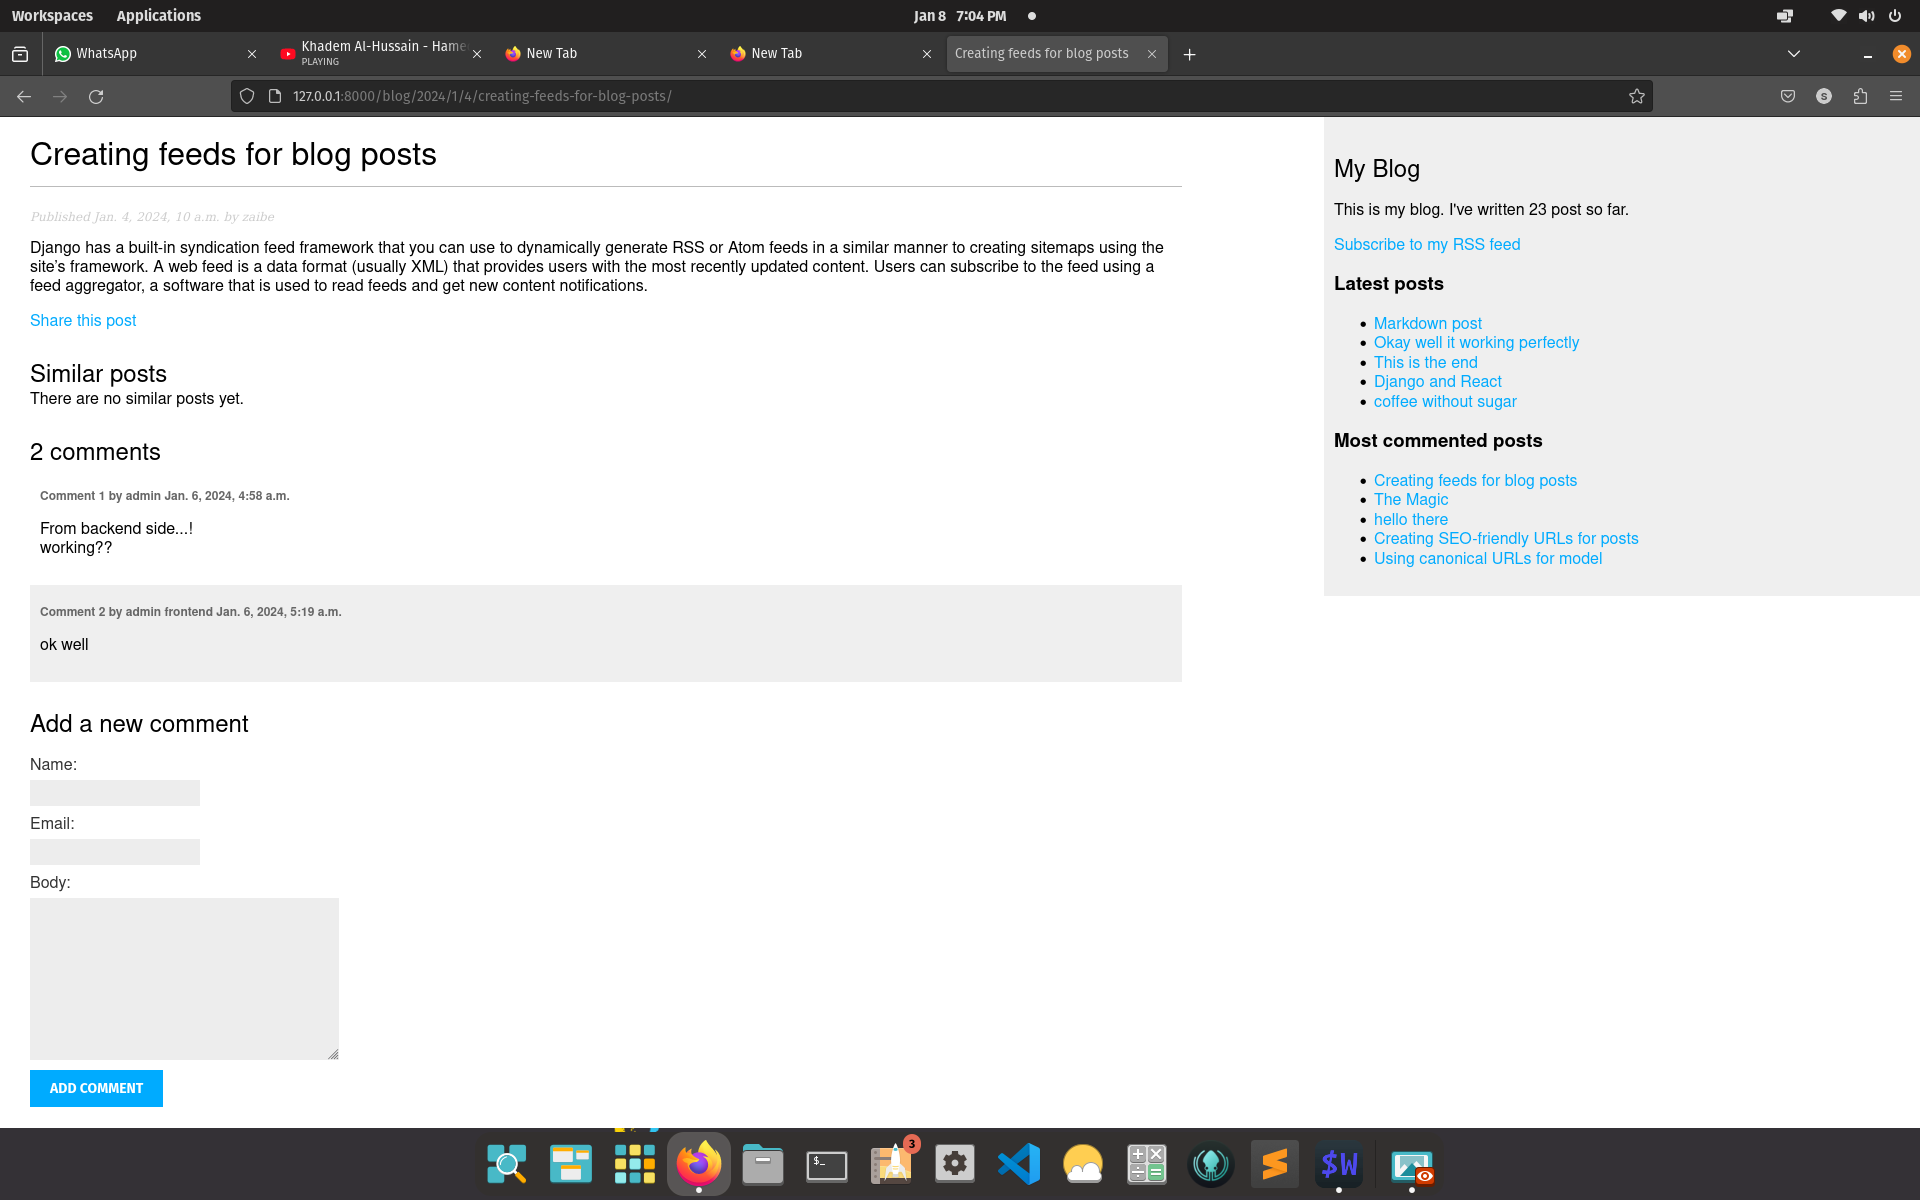 Workspaces Applications Jan 8 7:04 PM
WhatsApp
Khadem Al-Hussain - Hame
PLAYING
New Tab
New Tab
Creating feeds for blog posts
127.0.0.1:8000/blog/2024/1/4/creating-feeds-for-blog-posts/
S
Creating feeds for blog posts
Published Jan. 4, 2024, 10 a.m. by zaibe
Django has a built-in syndication feed framework that you can use to dynamically generate RSS or Atom feeds in a similar manner to creating sitemaps using the
site's framework. A web feed is a data format (usually XML) that provides users with the most recently updated content. Users can subscribe to the feed using a
feed aggregator, a software that is used to read feeds and get new content notifications.
Share this post
Similar posts
There are no similar posts yet.
2 comments
Comment 1 by admin Jan. 6, 2024, 4:58 a.m.
From backend side...!
working??
Comment 2 by admin frontend Jan. 6, 2024, 5:19 a.m.
ok well
Add a new comment
Name:
Email:
Body:
ADD COMMENT
My Blog
This is my blog. I've written 23 post so far.
Subscribe to my RSS feed
Latest posts
Markdown post
Okay well it working perfectly
This is the end
Django and React
coffee without sugar
Most commented posts
Creating feeds for blog posts
The Magic
hello there
Creating SEO-friendly URLs for posts
Using canonical URLs for model
$_
3
$W